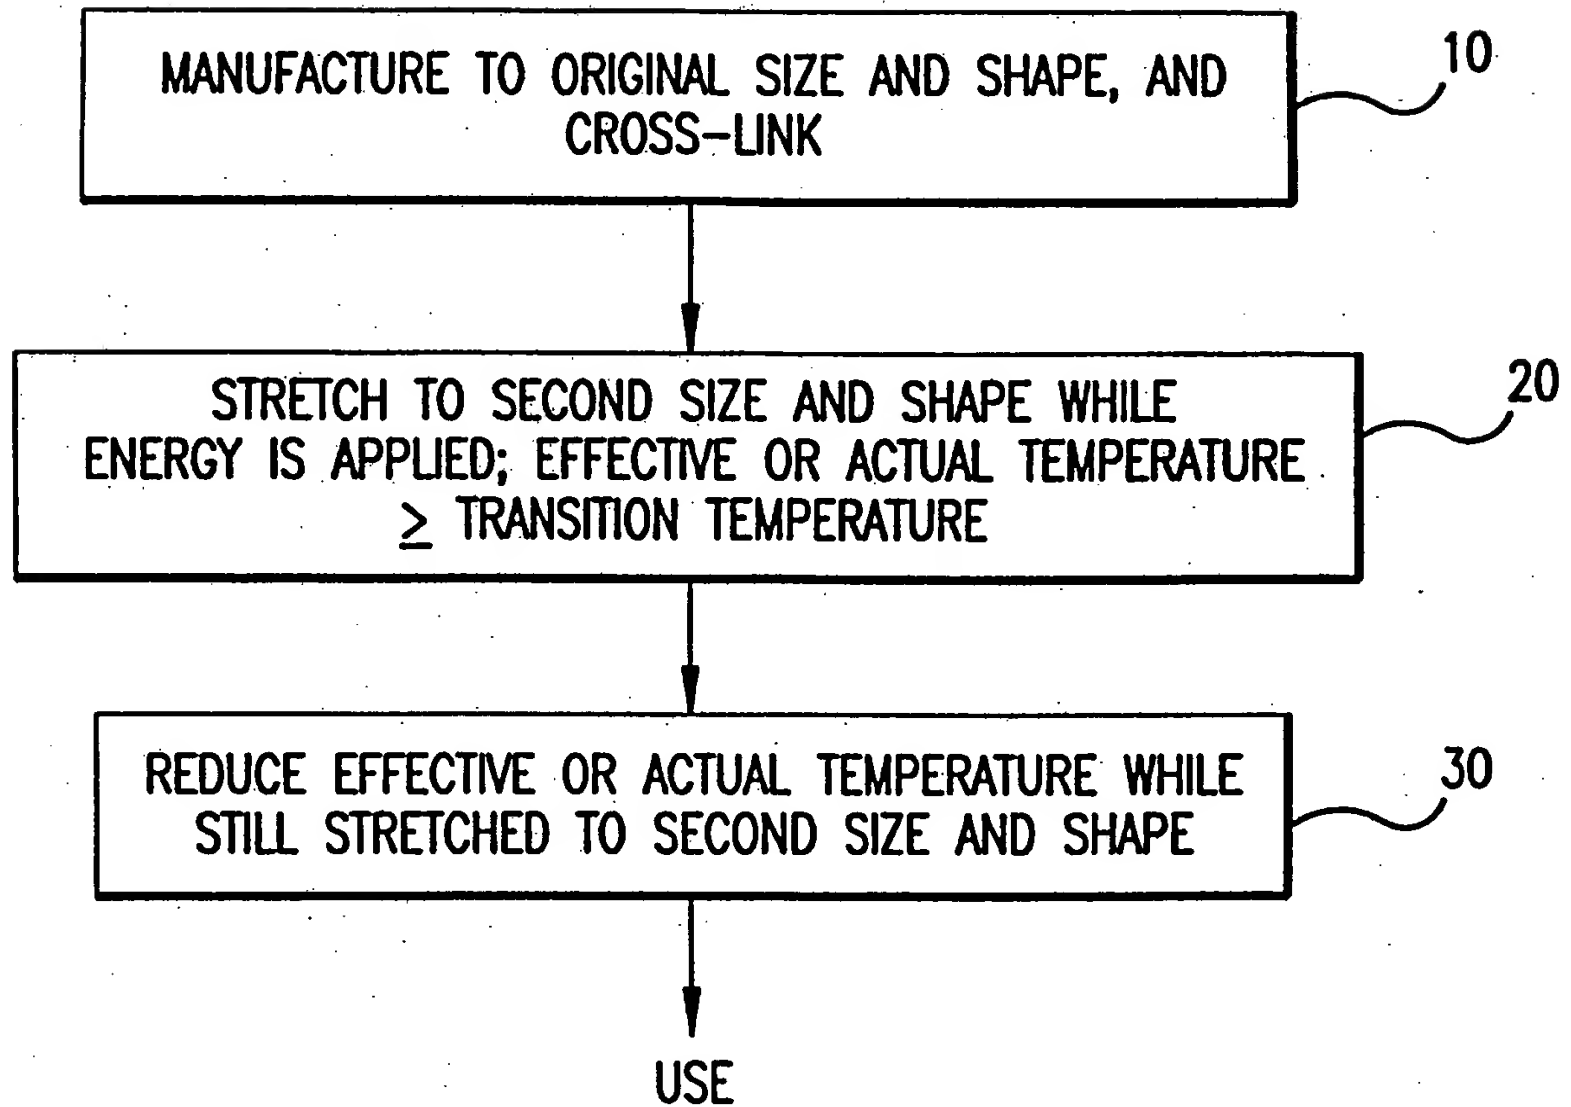 MANUFACTURE TO ORIGINAL SIZE AND SHAPE, AND
CROSS-LINK
10
STRETCH TO SECOND SIZE AND SHAPE WHILE
ENERGY IS APPLIED; EFFECTIVE OR ACTUAL TEMPERATURE
≥ TRANSITION TEMPERATURE
20
REDUCE EFFECTIVE OR ACTUAL TEMPERATURE WHILE
STILL STRETCHED TO SECOND SIZE AND SHAPE
30
USE